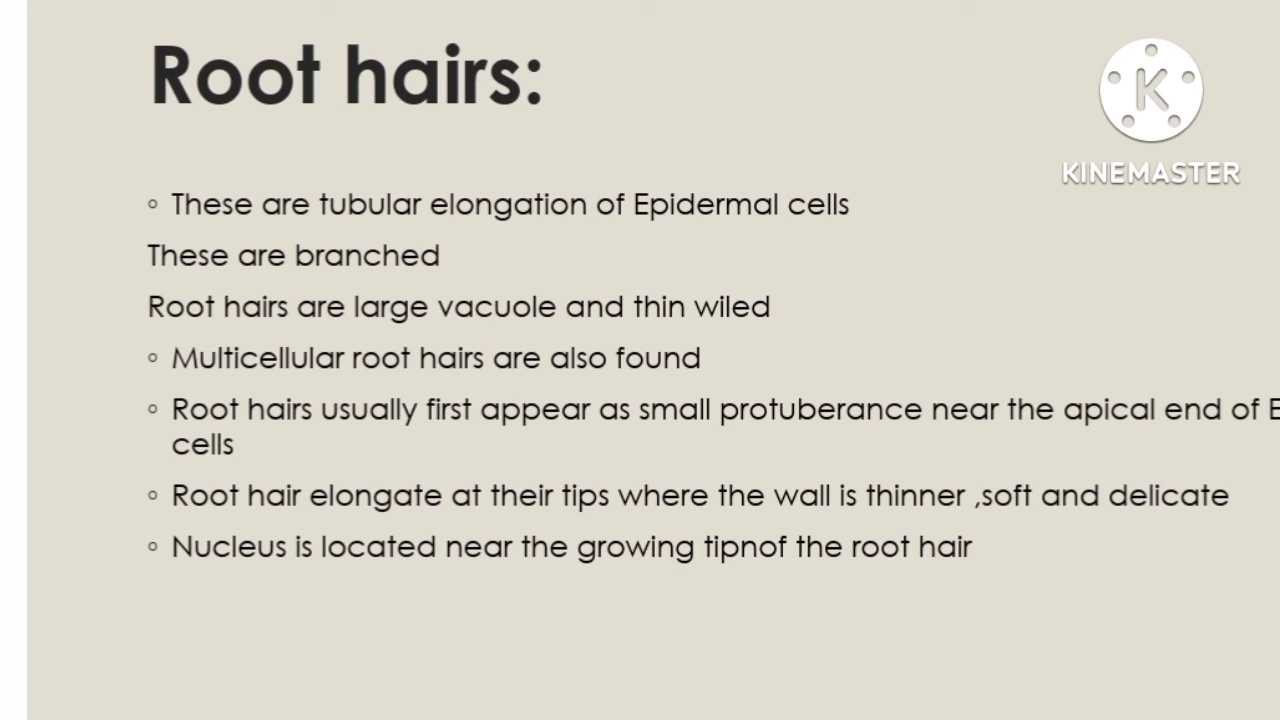 Root hairs:
KINEMASTER
◦ These are tubular elongation of Epidermal cells
These are branched
Root hairs are large vacuole and thin wiled
◦ Multicellular root hairs are also found
◦ Root hairs usually first appear as small protuberance near the apical end of
cells
◦ Root hair elongate at their tips where the wall is thinner ,soft and delicate
◦ Nucleus is located near the growing tipnof the root hair